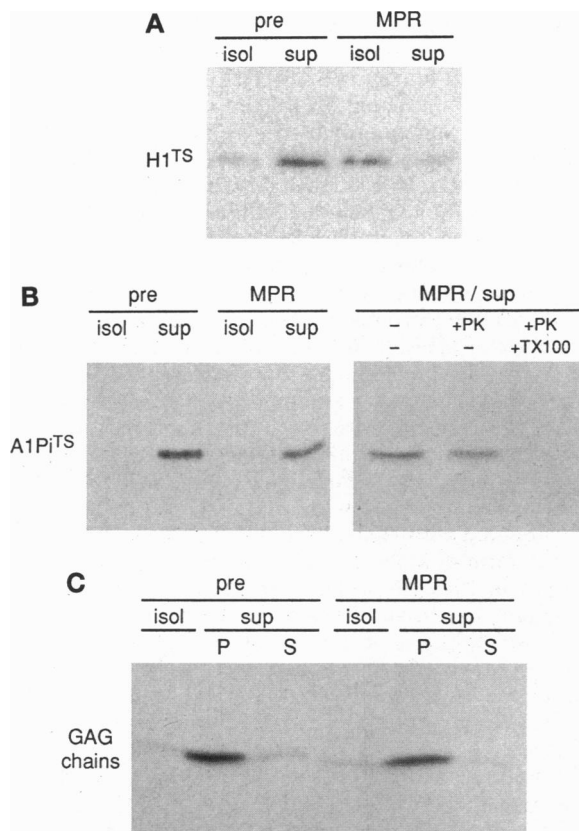 A
pre MPR
isol sup isol sup
H1TS
B
pre MPR MPR / sup
isol sup isol sup – +PK +PK
– – +TX100
A1PiTS
C
pre MPR
isol sup isol sup
P S P S
GAG
chains